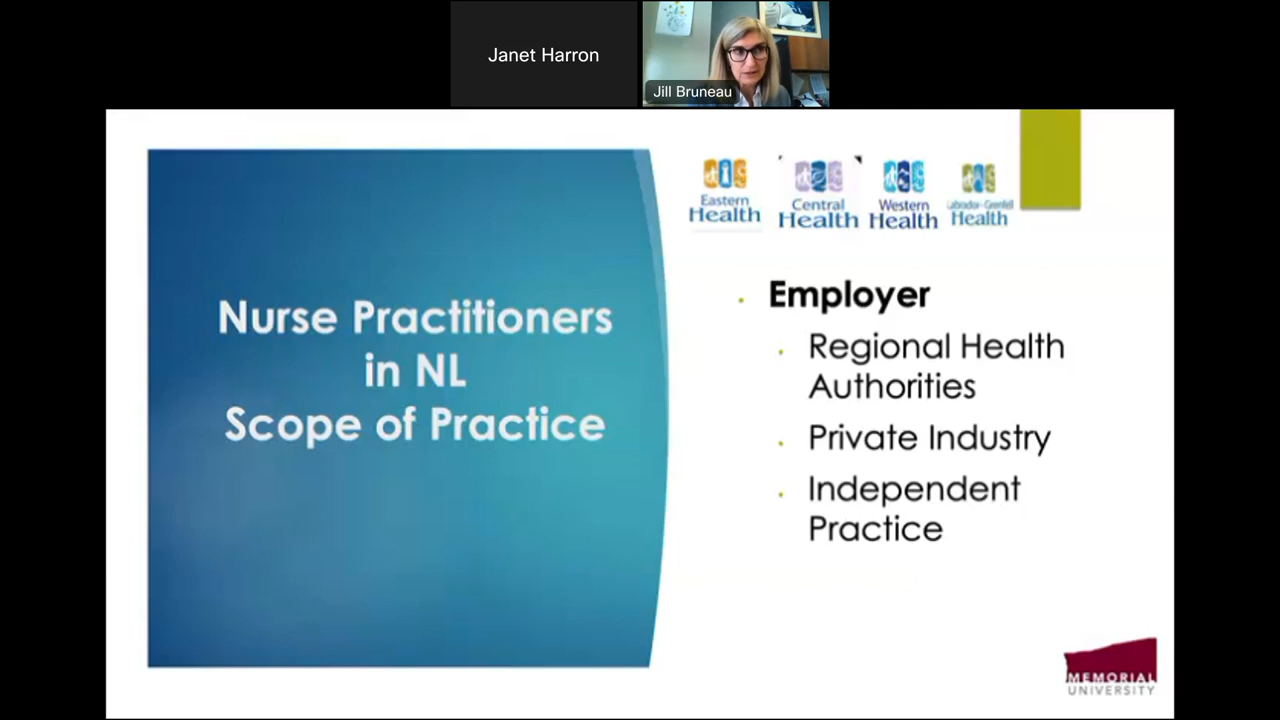 Janet Harron
Jill Bruneau
Eastern
Health
Central
Health
Western
Health
Labrador-Grenfell
Health
Nurse Practitioners
in NL
Scope of Practice
Employer
Regional Health
Authorities
Private Industry
Independent
Practice
MEMORIAL
UNIVERSITY